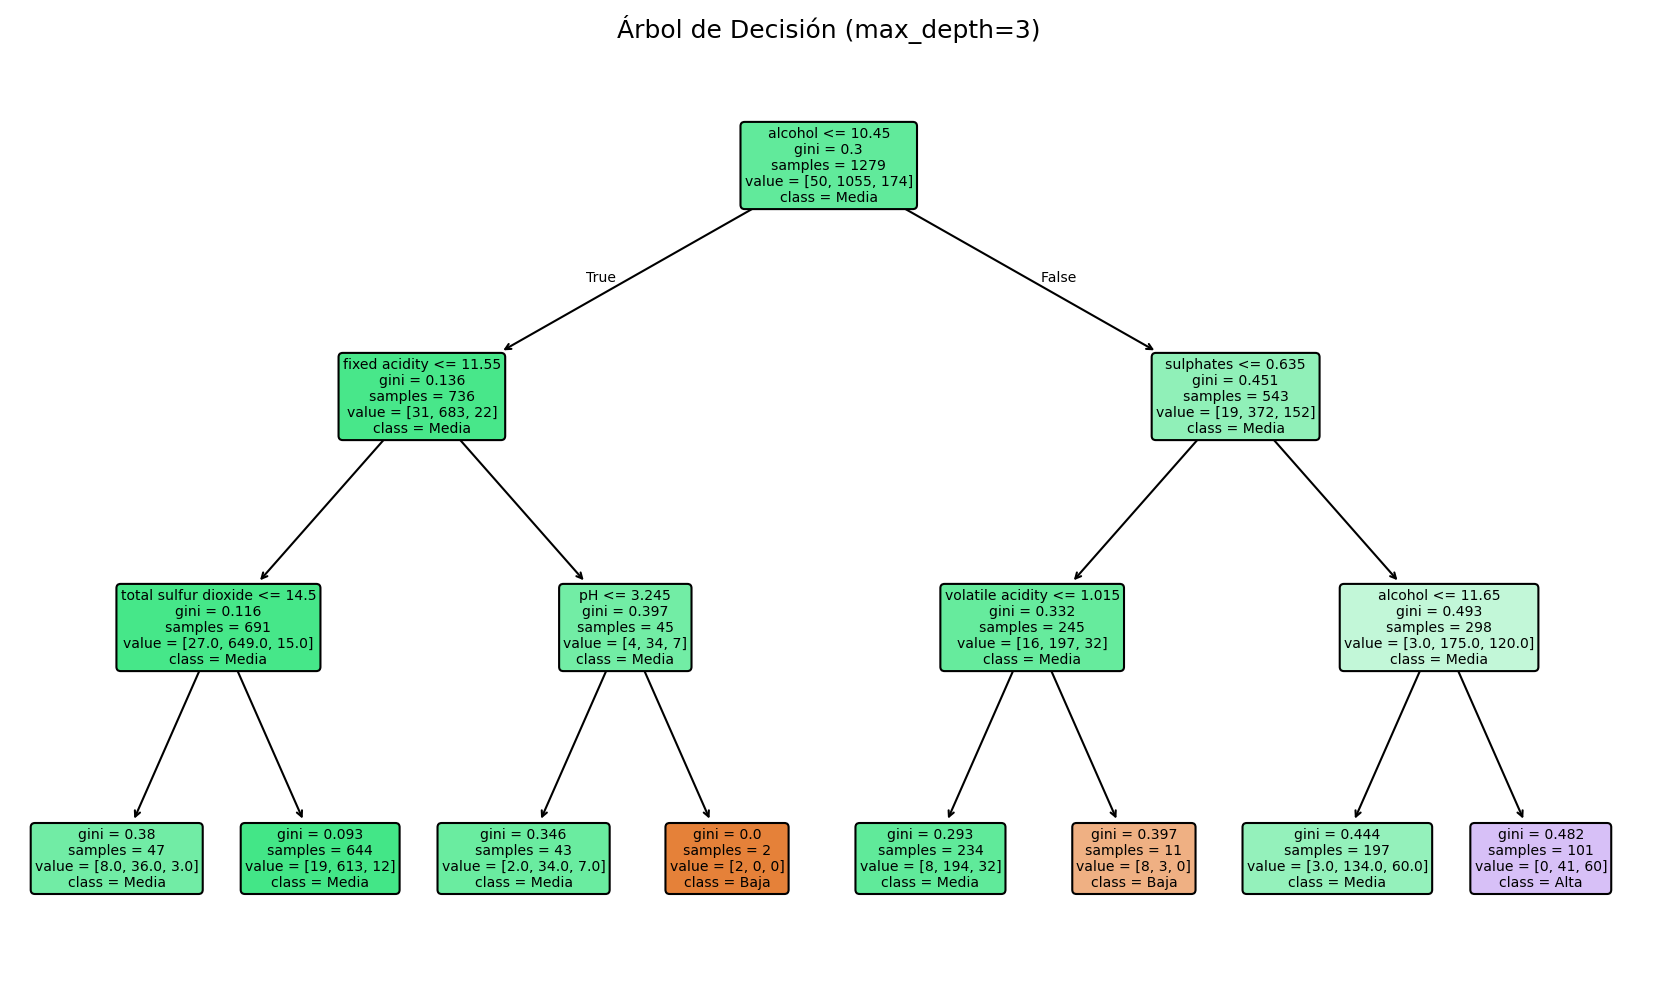 Árbol de Decisión (max_depth=3)
alcohol <= 10.45
gini = 0.3
samples = 1279
value = [50, 1055, 174]
class = Media
True
False
fixed acidity <= 11.55
gini = 0.136
samples = 736
value = [31, 683, 22]
class = Media
sulphates <= 0.635
gini = 0.451
samples = 543
value = [19, 372, 152]
class = Media
total sulfur dioxide <= 14.5
gini = 0.116
samples = 691
value = [27.0, 649.0, 15.0]
class = Media
pH <= 3.245
gini = 0.397
samples = 45
value = [4, 34, 7]
class = Media
volatile acidity <= 1.015
gini = 0.332
samples = 245
value = [16, 197, 32]
class = Media
alcohol <= 11.65
gini = 0.493
samples = 298
value = [3.0, 175.0, 120.0]
class = Media
gini = 0.38
samples = 47
value = [8.0, 36.0, 3.0]
class = Media
gini = 0.093
samples = 644
value = [19, 613, 12]
class = Media
gini = 0.346
samples = 43
value = [2.0, 34.0, 7.0]
class = Media
gini = 0.0
samples = 2
value = [2, 0, 0]
class = Baja
gini = 0.293
samples = 234
value = [8, 194, 32]
class = Media
gini = 0.397
samples = 11
value = [8, 3, 0]
class = Baja
gini = 0.444
samples = 197
value = [3.0, 134.0, 60.0]
class = Media
gini = 0.482
samples = 101
value = [0, 41, 60]
class = Alta